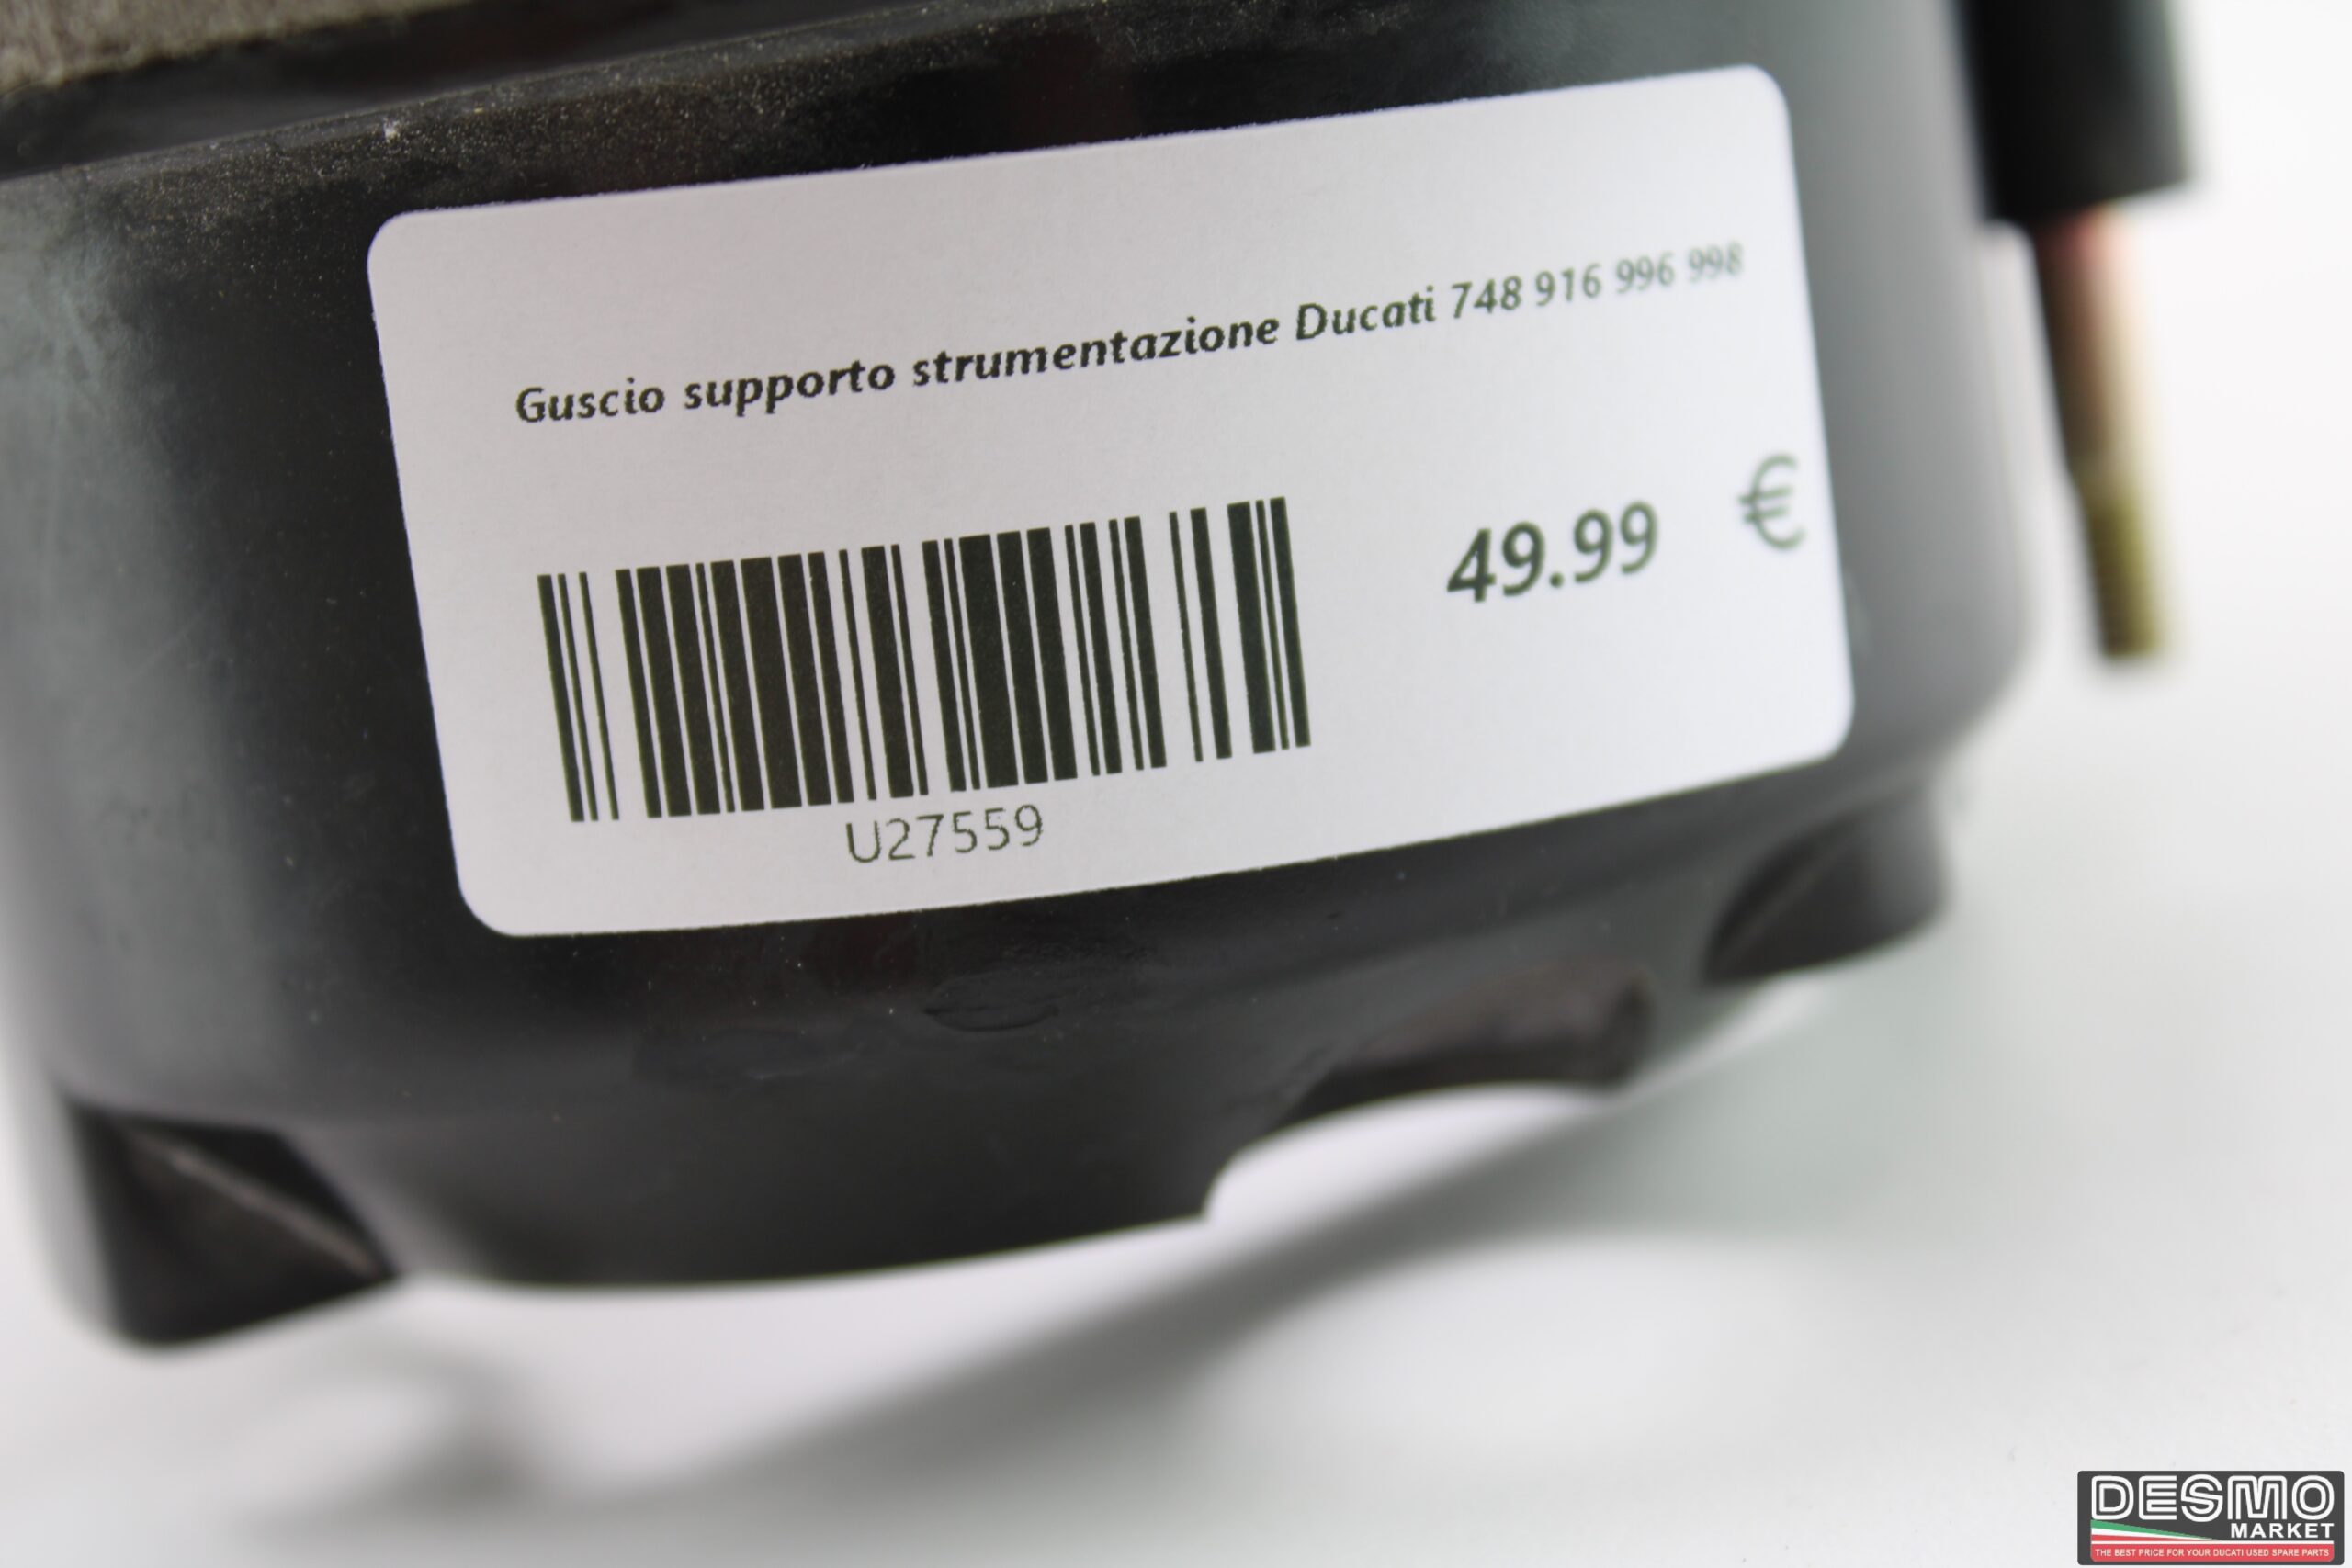 Guscio supporto strumentazione Ducati 748 916 996 998
49.99 €
U27559
DESMO
MARKET
THE BEST PRICE FOR YOUR DUCATI USED SPARE PARTS